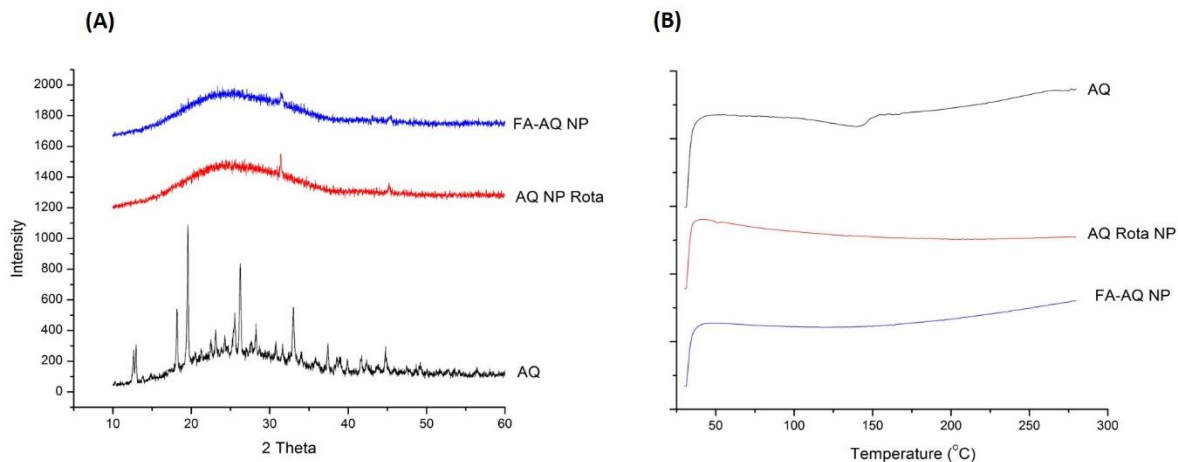 (A)
2000
1800
1600
1400
1200
1000
800
600
400
200
0
Intensity
FA-AQ NP
AQ NP Rota
AQ
10
20
30
40
50
60
2 Theta
(B)
AQ
AQ Rota NP
FA-AQ NP
50
100
150
200
250
300
Temperature (°C)